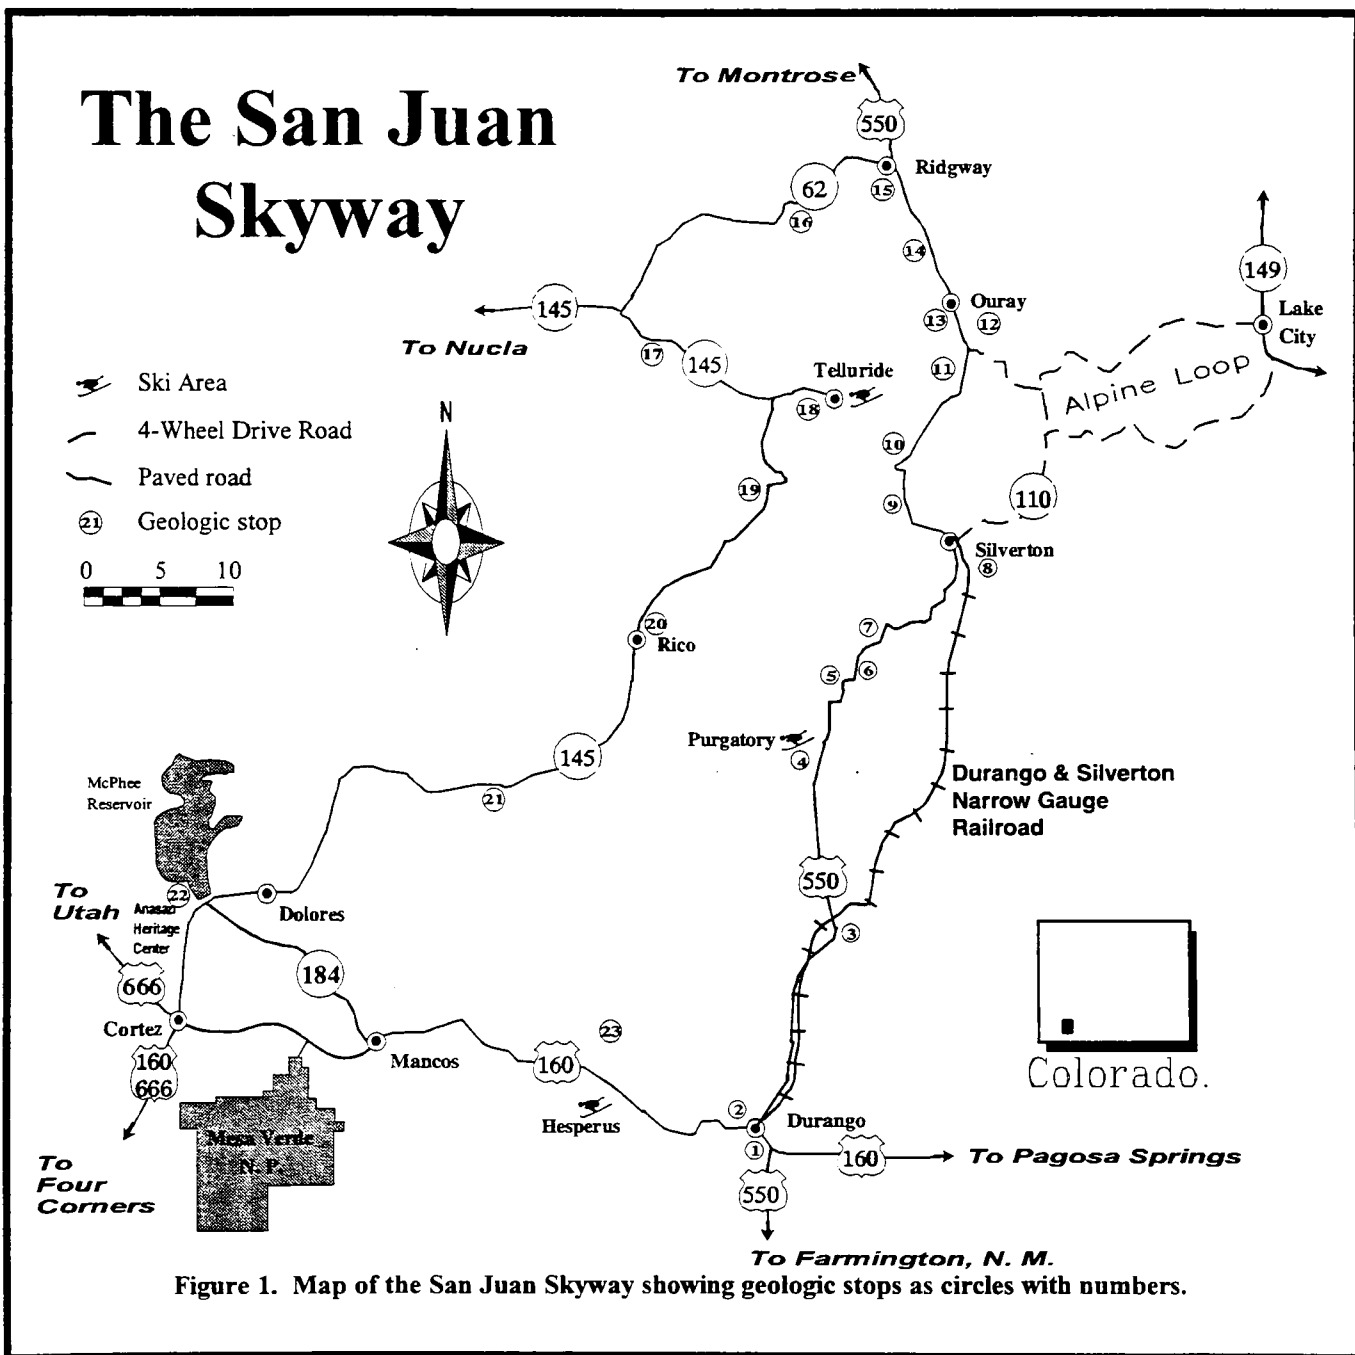 The San Juan
Skyway
To Montrose
550
Ridgway
62
15
16
14
149
145
Ouray
13
12
Lake
City
To Nucla
17
145
11
Telluride
18
Alpine Loop
Ski Area
4-Wheel Drive Road
Paved road
21 Geologic stop
0 5 10
N
10
19
9
110
Silverton
8
20
Rico
7
5
6
Purgatory
4
145
21
McPhee
Reservoir
Durango & Silverton
Narrow Gauge
Railroad
550
3
To
Utah
22
Anasazi
Heritage
Center
Dolores
666
184
Cortez
160
666
Mancos
23
160
Hesperus
2
Durango
1
160
To Pagosa Springs
550
To Farmington, N. M.
Mesa Verde
N. P.
To
Four
Corners
Colorado.
Figure 1. Map of the San Juan Skyway showing geologic stops as circles with numbers.